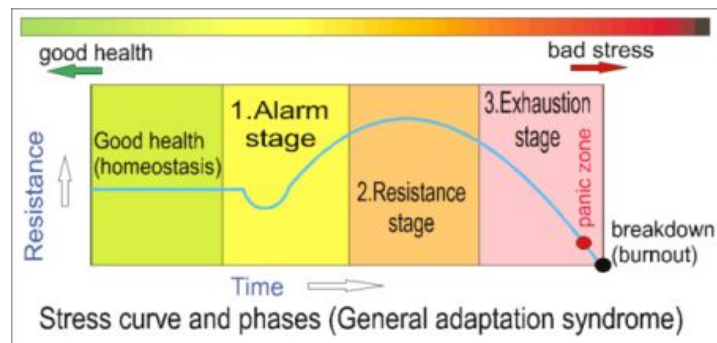 good health
bad stress
Good health
(homeostasis)
1.Alarm
stage
2.Resistance
stage
3.Exhaustion
stage
panic zone
breakdown
(burnout)
Resistance
Time
Stress curve and phases (General adaptation syndrome)